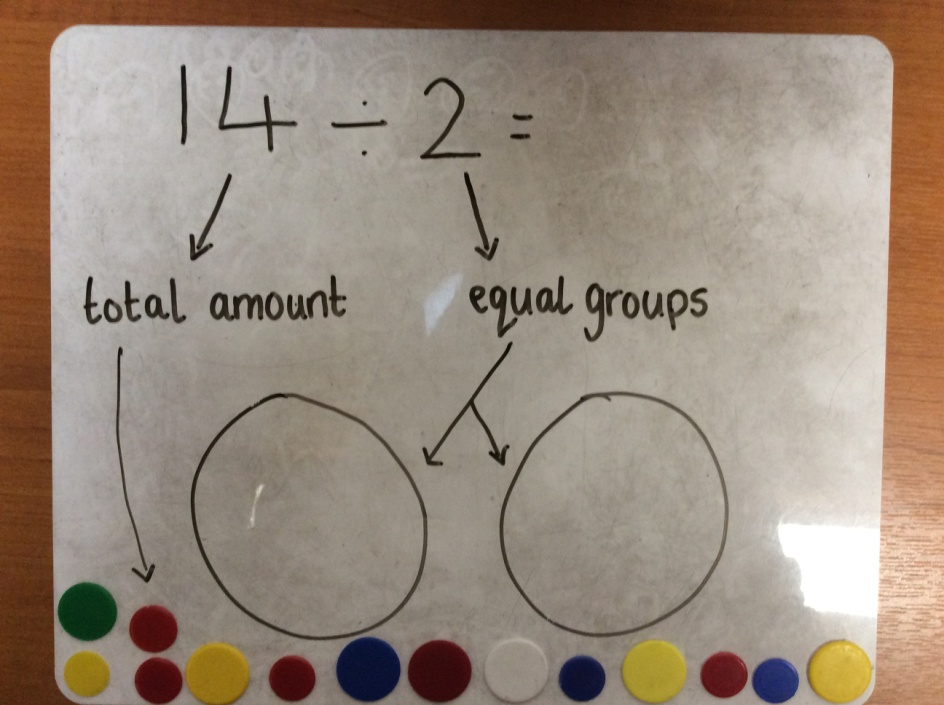 14 ÷ 2 =
total amount
equal groups